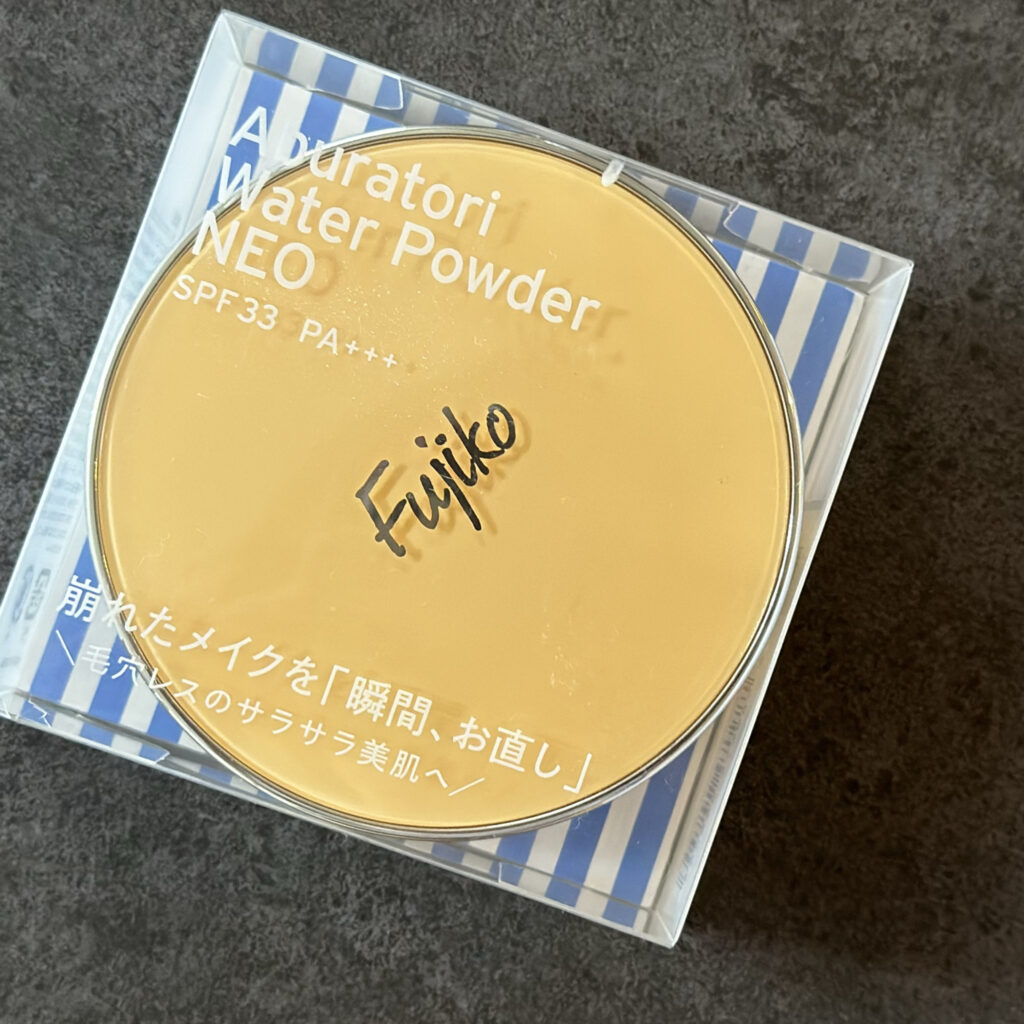 Aburatori
Water Powder
NEO
SPF33 PA+++
Fujiko
崩れたメイクを「瞬間、お直し」
\毛穴レスのサラサラ美肌へ/